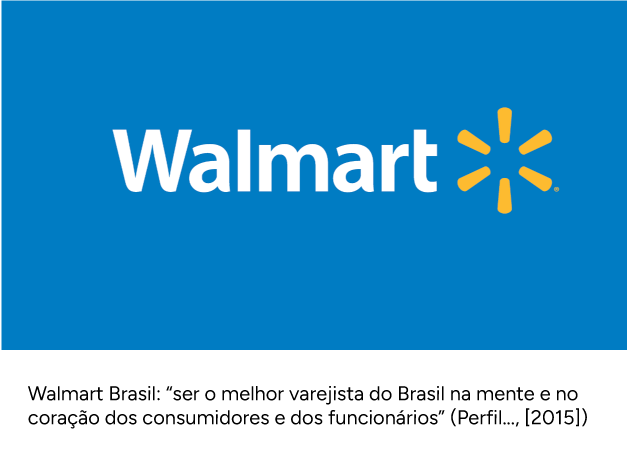 Walmart
Walmart Brasil: “ser o melhor varejista do Brasil na mente e no
coração dos consumidores e dos funcionários” (Perfil..., [2015])